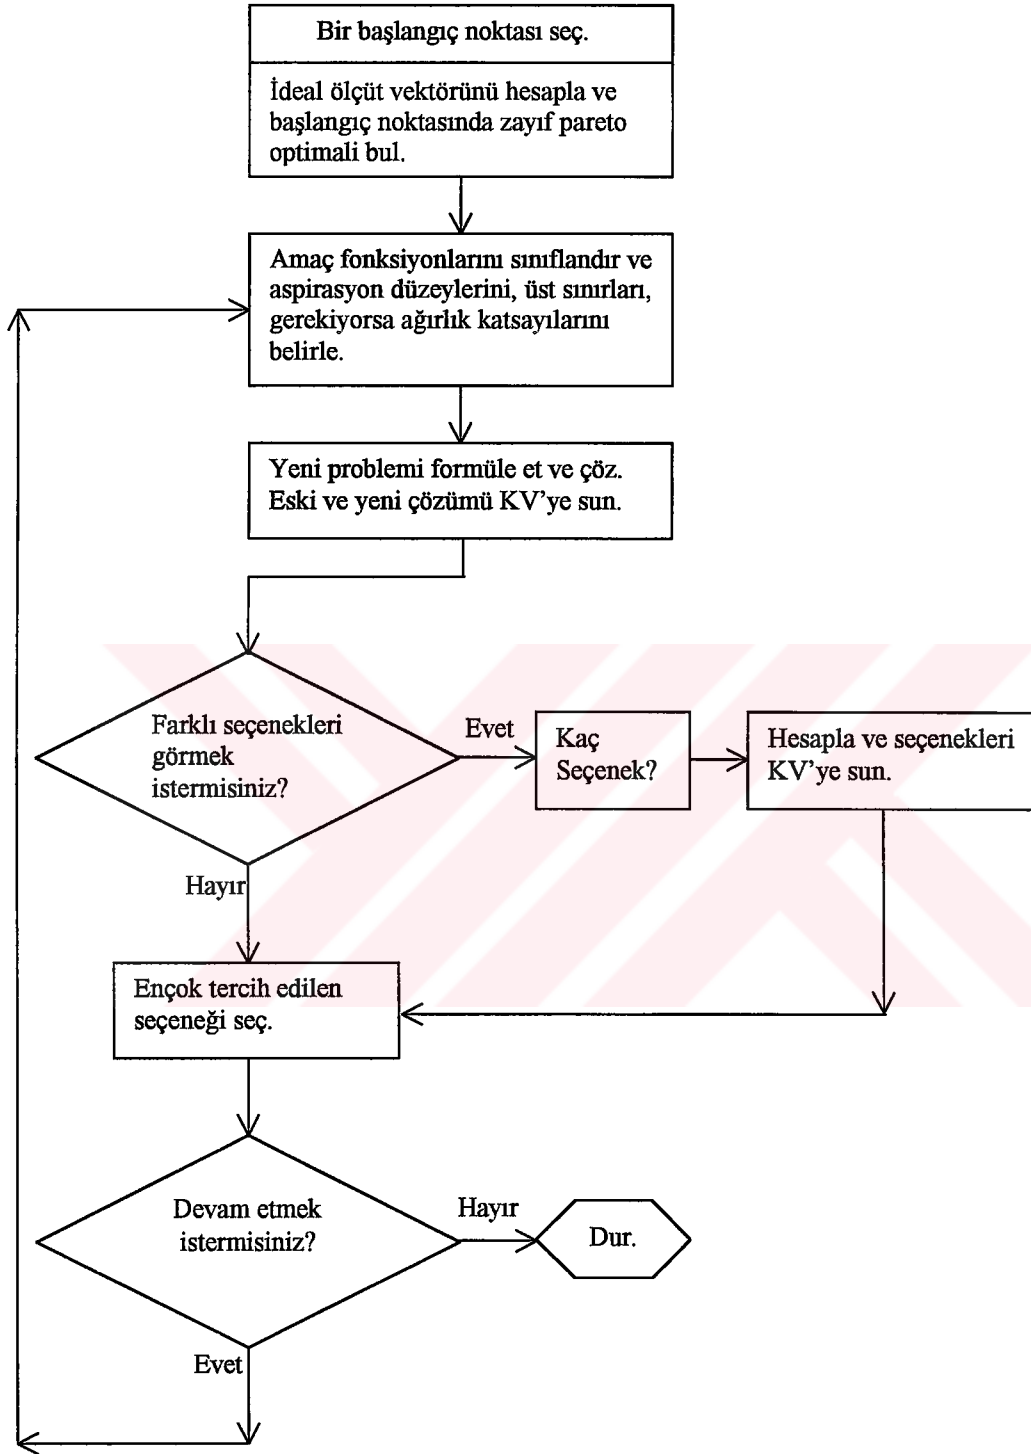 Bir başlangıç noktası seç.
İdeal ölçüt vektörünü hesapla ve
başlangıç noktasında zayıf pareto
optimali bul.
Amaç fonksiyonlarını sınıflandır ve
aspirasyon düzeylerini, üst sınırları,
gerekiyorsa ağırlık katsayılarını
belirle.
Yeni problemi formüle et ve çöz.
Eski ve yeni çözümü KV'ye sun.
Farklı seçenekleri
görmek
istermisiniz?
Evet
Kaç
Seçenek?
Hesapla ve seçenekleri
KV'ye sun.
Hayır
Ençok tercih edilen
seçeneği seç.
Devam etmek
istermisiniz?
Hayır
Dur.
Evet